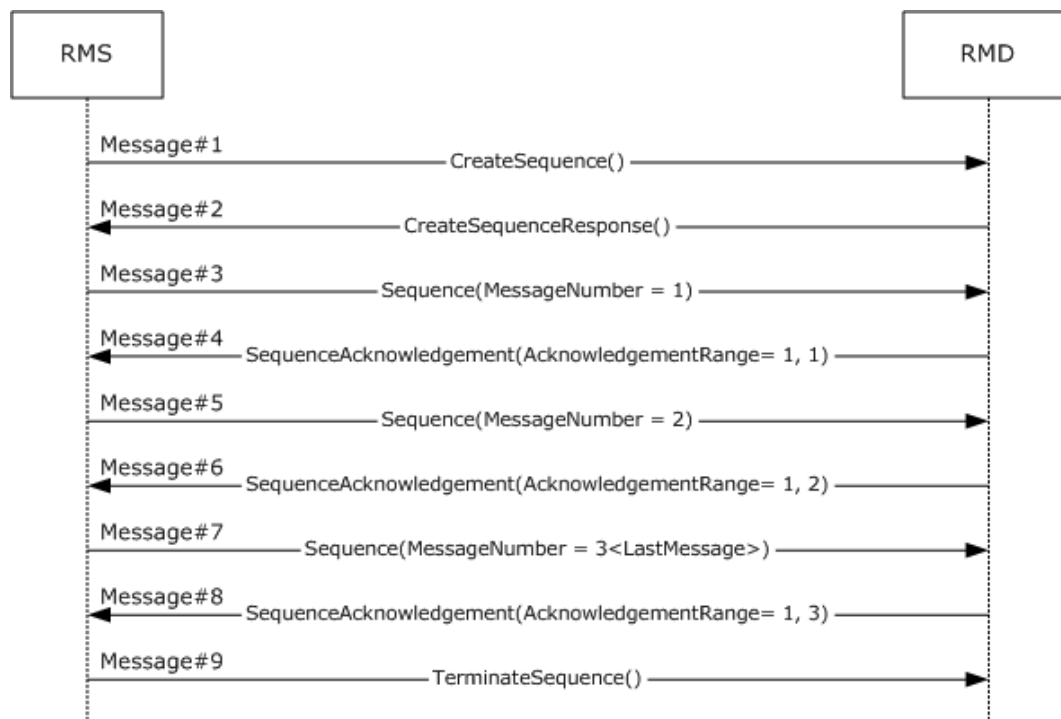 RMS
RMD
Message#1
CreateSequence()
Message#2
CreateSequenceResponse()
Message#3
Sequence(MessageNumber = 1)
Message#4
SequenceAcknowledgement(AcknowledgementRange= 1, 1)
Message#5
Sequence(MessageNumber = 2)
Message#6
SequenceAcknowledgement(AcknowledgementRange= 1, 2)
Message#7
Sequence(MessageNumber = 3<LastMessage>)
Message#8
SequenceAcknowledgement(AcknowledgementRange= 1, 3)
Message#9
TerminateSequence()